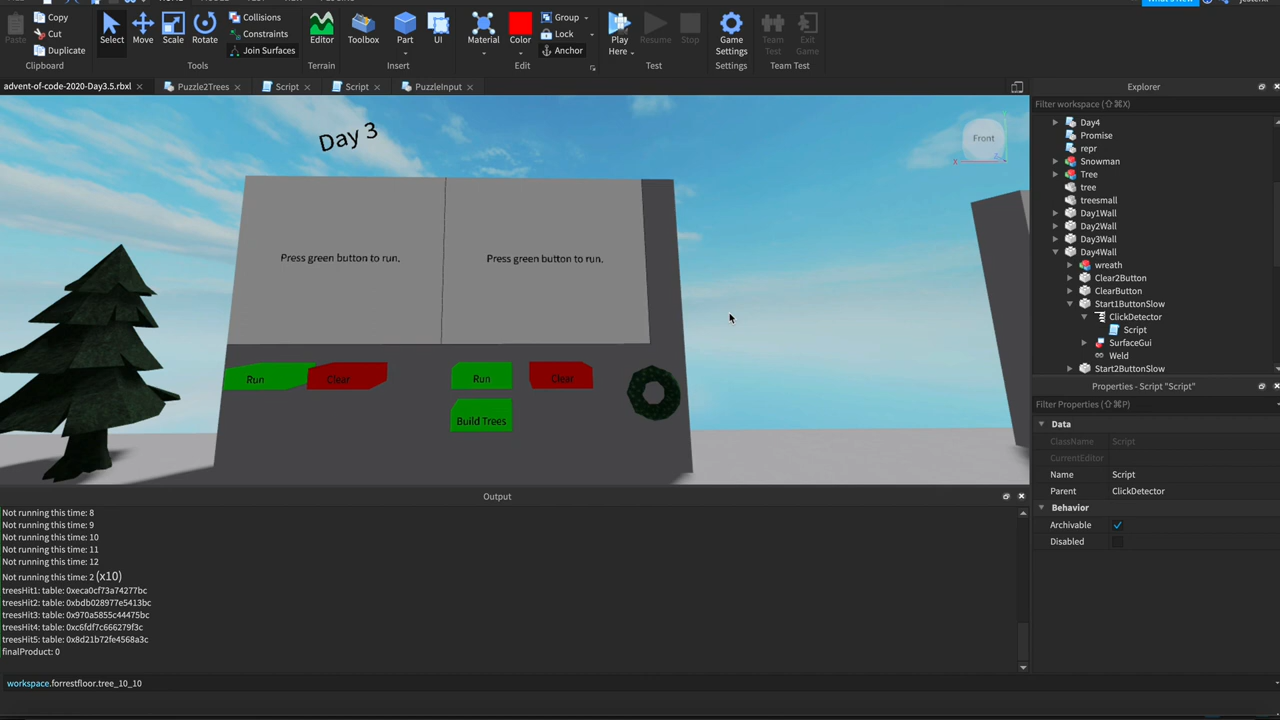 What's New
Copy
Cut
Duplicate
Paste
Clipboard
Select
Move
Scale
Rotate
Collisions
Constraints
Join Surfaces
Tools
Editor
Terrain
Toolbox
Part
UI
Insert
Material
Color
Group
Lock
Anchor
Edit
Play
Here
Resume
Stop
Test
Game
Settings
Settings
Team
Test
Exit
Game
Team Test
advent-of-code-2020-Day3.5.rbxl
Puzzle2Trees
Script
Script
PuzzleInput
Day 3
Front
Press green button to run.
Press green button to run.
Run
Clear
Run
Clear
Build Trees
Explorer
Filter workspace (⇧⌘X)
Day4
Promise
repr
Snowman
Tree
tree
treesmall
Day1Wall
Day2Wall
Day3Wall
Day4Wall
wreath
Clear2Button
ClearButton
Start1ButtonSlow
ClickDetector
Script
SurfaceGui
Weld
Start2ButtonSlow
Properties - Script "Script"
Filter Properties (⇧⌘P)
Data
ClassName Script
CurrentEditor
Name Script
Parent ClickDetector
Behavior
Archivable
Disabled
Output
Not running this time: 8
Not running this time: 9
Not running this time: 10
Not running this time: 11
Not running this time: 12
Not running this time: 2 (x10)
treesHit1: table: 0xeca0cf73a74277bc
treesHit2: table: 0xbdb028977e5413bc
treesHit3: table: 0x970a5855c44475bc
treesHit4: table: 0xc6fdf7c666279f3c
treesHit5: table: 0x8d21b72fe4568a3c
finalProduct: 0
workspace.forrestfloor.tree_10_10